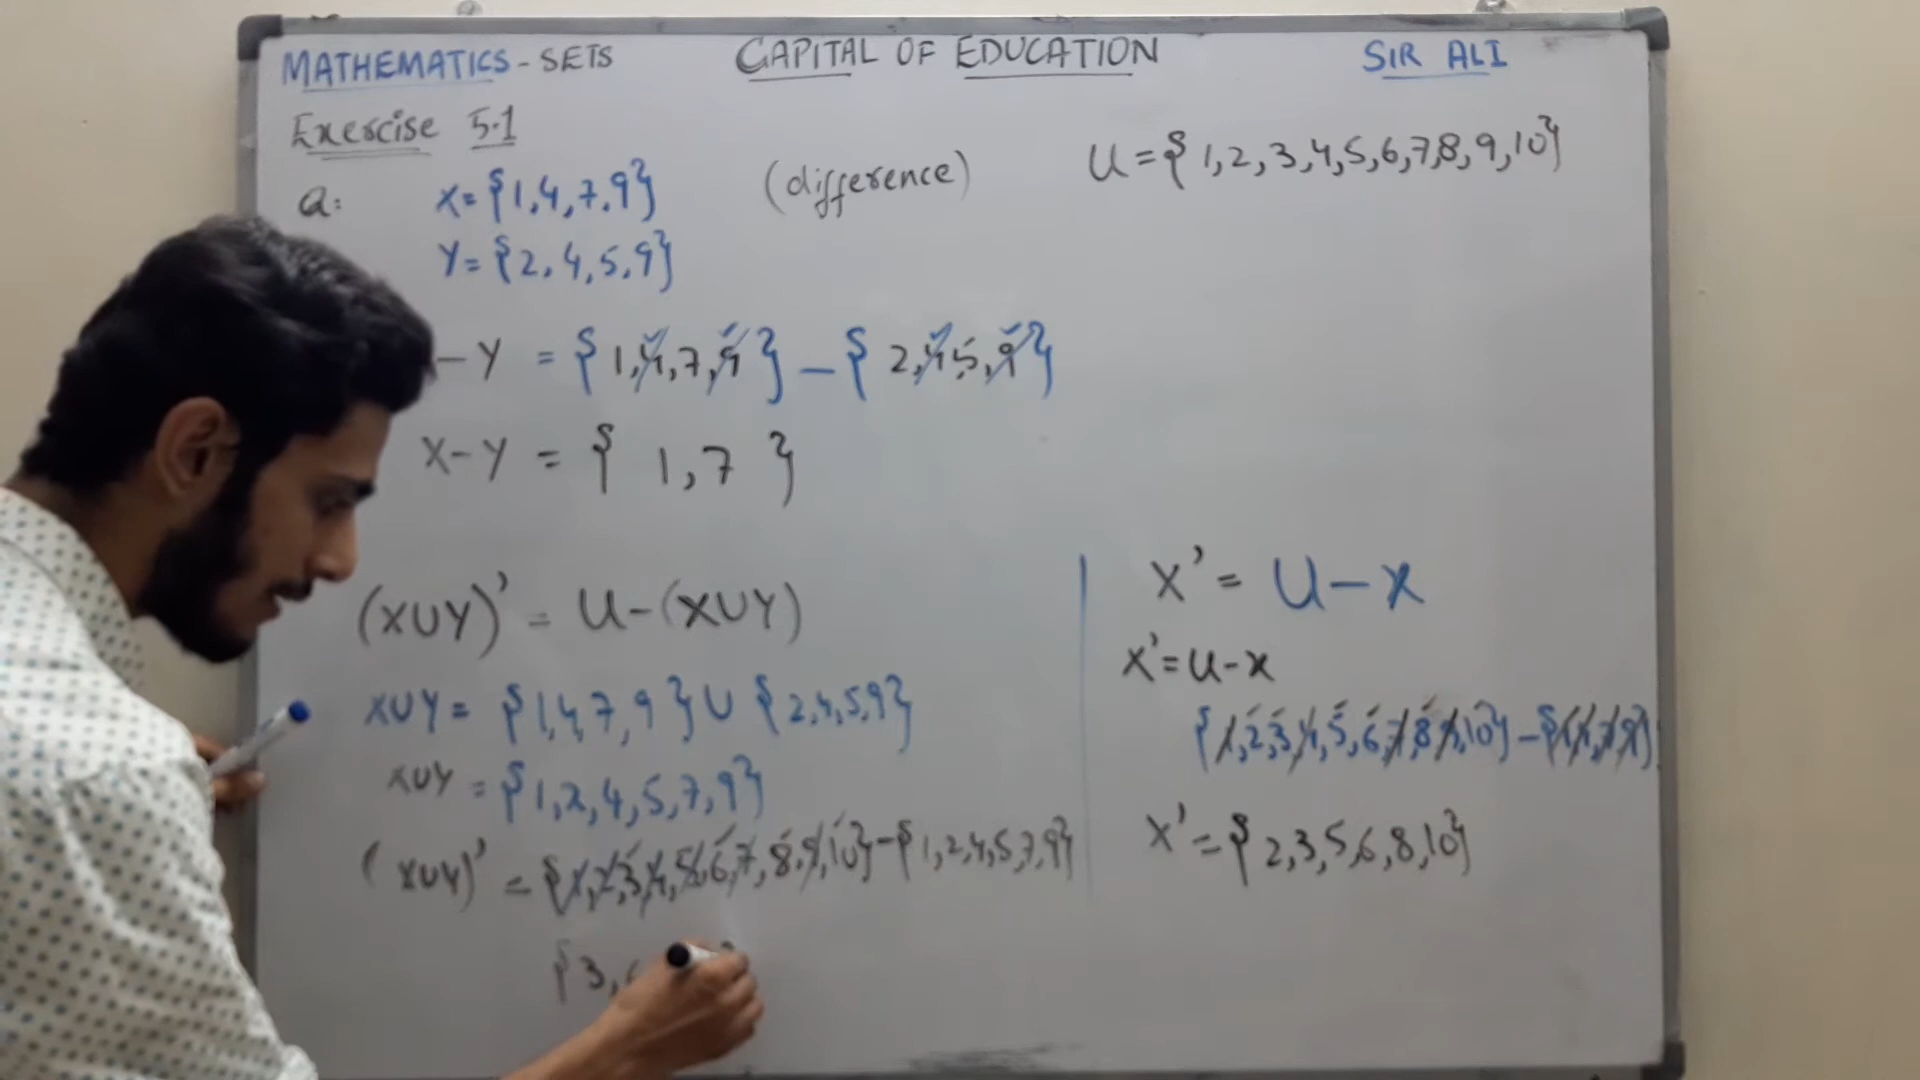 MATHEMATICS - SETS CAPITAL OF EDUCATION SIR ALI
Exercise 5.1
U = { 1,2,3,4,5,6,7,8,9,10}
Q: X= {1,4,7,9} (difference)
Y= {2,4,5,9}
- Y = { 1,4,7,9 } - { 2,4,5,9}
X-Y = { 1,7 }
(XUY)' = U-(XUY)
XUY = {1,4,7,9 } U {2,4,5,9}
XUY = {1,2,4,5,7,9}
(XUY)' = {1,2,3,4,5,6,7,8,9,10} - {1,2,4,5,7,9}
{3,
X' = U - X
X' = U - X
{1,2,3,4,5,6,7,8,9,10} - {1,4,7,9}
X' = { 2,3,5,6,8,10}